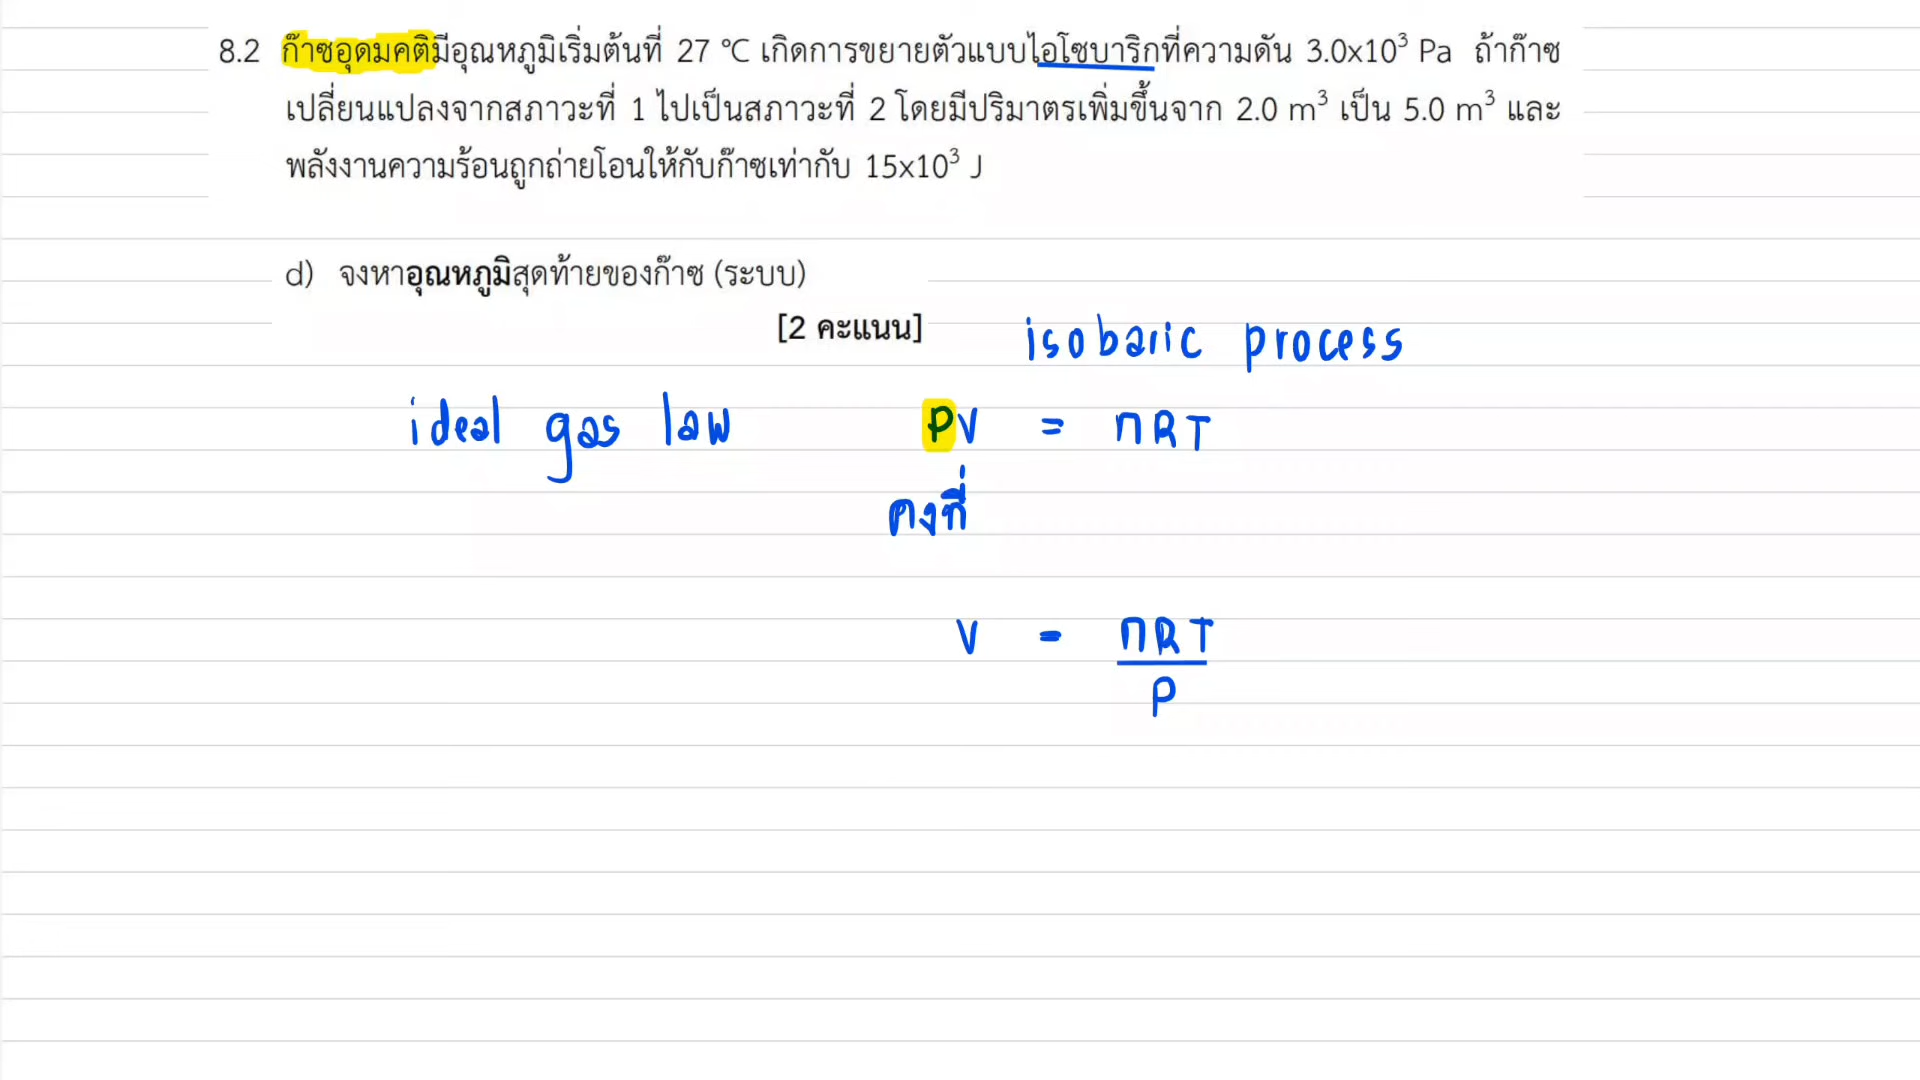 8.2 ก๊าซอุดมคติมีอุณหภูมิเริ่มต้นที่ 27 °C เกิดการขยายตัวแบบไอโซบาริกที่ความดัน 3.0x10³ Pa ถ้าก๊าซ
เปลี่ยนแปลงจากสภาวะที่ 1 ไปเป็นสภาวะที่ 2 โดยมีปริมาตรเพิ่มขึ้นจาก 2.0 m³ เป็น 5.0 m³ และ
พลังงานความร้อนถูกถ่ายโอนให้กับก๊าซเท่ากับ 15x10³ J
d) จงหาอุณหภูมิสุดท้ายของก๊าซ (ระบบ)
[2 คะแนน]
isobaric process
ideal gas law PV = nRT
คงที่
V = nRT
P